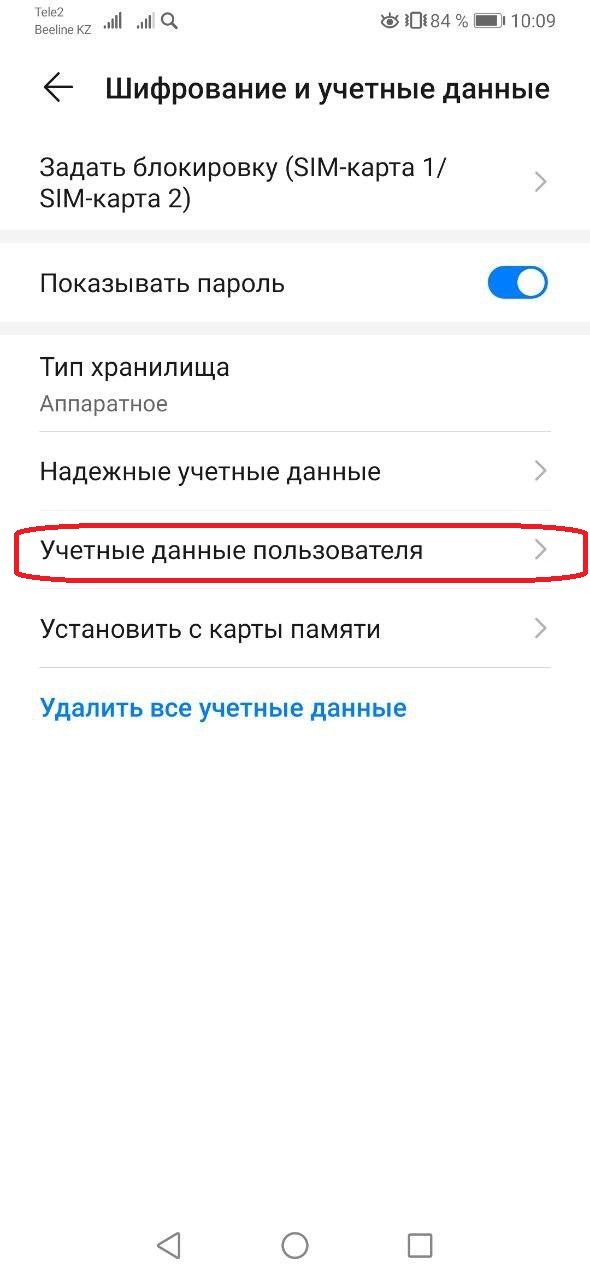 Tele2
Beeline KZ
84 % 10:09
Шифрование и учетные данные
Задать блокировку (SIM-карта 1/
SIM-карта 2)
Показывать пароль
Тип хранилища
Аппаратное
Надежные учетные данные
Учетные данные пользователя
Установить с карты памяти
Удалить все учетные данные